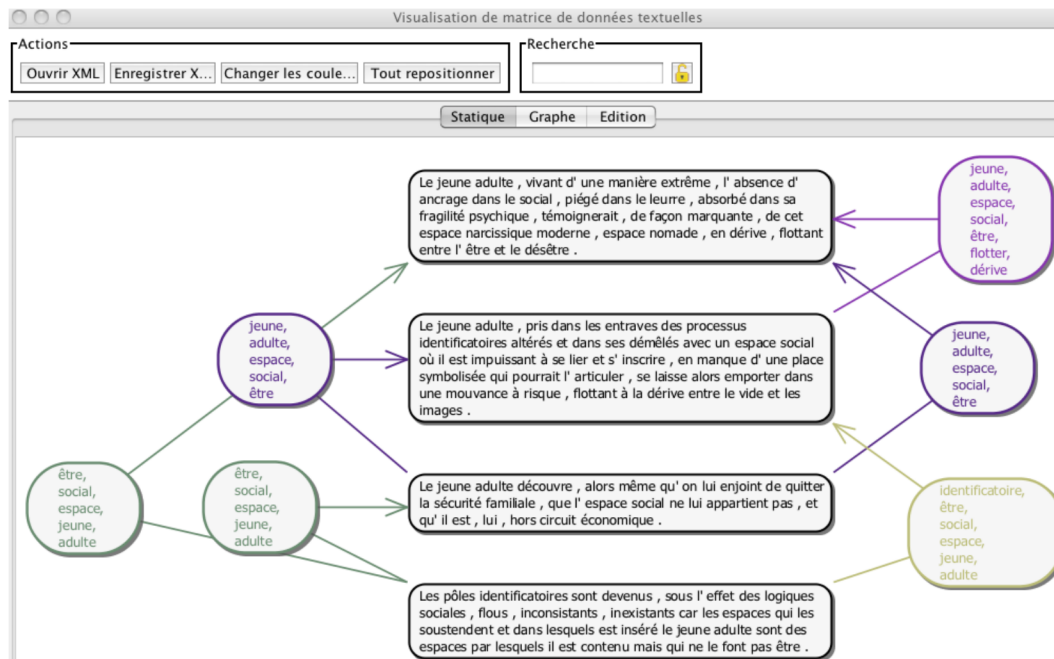 Visualisation de matrice de données textuelles
Actions
Recherche
Ouvrir XML
Enregistrer X...
Changer les coule...
Tout repositionner
Statique
Graphe
Edition
Le jeune adulte , vivant d' une manière extrême , l' absence d'
ancrage dans le social , piégé dans le leurre , absorbé dans sa
fragilité psychique , témoignerait , de façon marquante , de cet
espace narcissique moderne , espace nomade , en dérive , flottant
entre l' être et le désêtre .
jeune,
adulte,
espace,
social,
être,
flotter,
dérive
jeune,
adulte,
espace,
social,
être
Le jeune adulte , pris dans les entraves des processus
identificatoires altérés et dans ses démêlés avec un espace social
où il est impuissant à se lier et s' inscrire , en manque d' une place
symbolisée qui pourrait l' articuler , se laisse alors emporter dans
une mouvance à risque , flottant à la dérive entre le vide et les
images .
jeune,
adulte,
espace,
social,
être
être,
social,
espace,
jeune,
adulte
être,
social,
espace,
jeune,
adulte
Le jeune adulte découvre , alors même qu' on lui enjoint de quitter
la sécurité familiale , que l' espace social ne lui appartient pas , et
qu' il est , lui , hors circuit économique .
identificatoire,
être,
social,
espace,
jeune,
adulte
Les pôles identificatoires sont devenus , sous l' effet des logiques
sociales , flous , inconsistants , inexistants car les espaces qui les
soustendent et dans lesquels est inséré le jeune adulte sont des
espaces par lesquels il est contenu mais qui ne le font pas être .